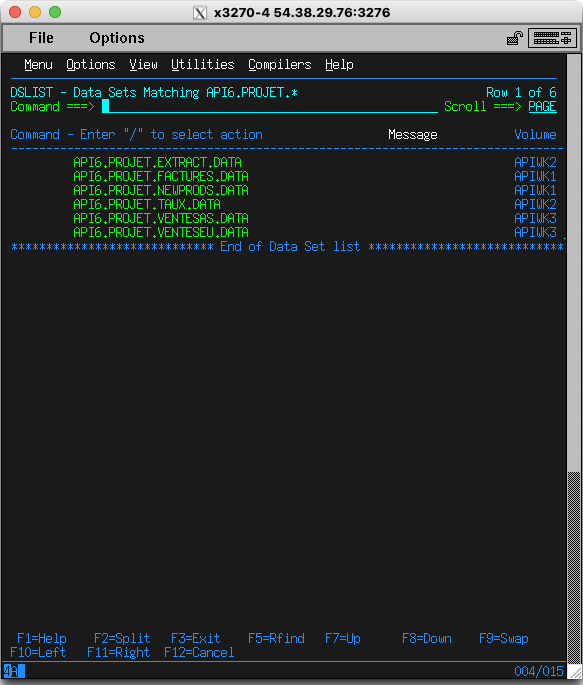 x3270-4 54.38.29.76:3276
File Options
Menu Options View Utilities Compilers Help
DSLIST - Data Sets Matching API6.PROJET.* Row 1 of 6
Command ===> Scroll ===> PAGE
Command - Enter "/" to select action Message Volume
-------------------------------------------------------------------------------
API6.PROJET.EXTRACT.DATA APIWK2
API6.PROJET.FACTURES.DATA APIWK1
API6.PROJET.NEWPRODS.DATA APIWK1
API6.PROJET.TAUX.DATA APIWK2
API6.PROJET.VENTESAS.DATA APIWK3
API6.PROJET.VENTESEU.DATA APIWK3
***************************** End of Data Set list ****************************
F1=Help F2=Split F3=Exit F5=Rfind F7=Up F8=Down F9=Swap
F10=Left F11=Right F12=Cancel
4A 004/015